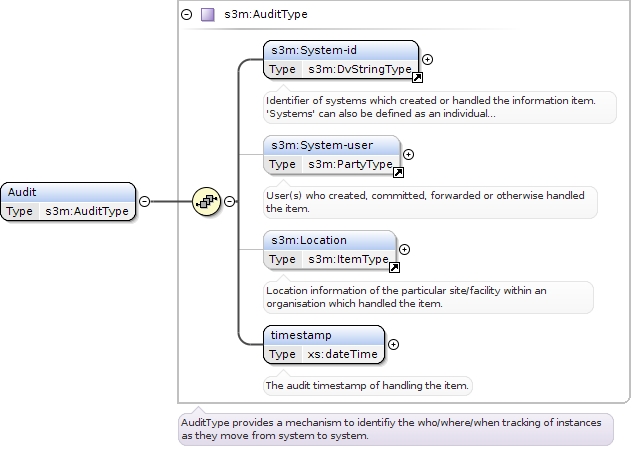 s3m:AuditType
s3m:System-id
Type s3m:DvStringType
Identifier of systems which created or handled the information item.
'Systems' can also be defined as an individual...
s3m:System-user
Type s3m:PartyType
User(s) who created, committed, forwarded or otherwise handled
the item.
Audit
Type s3m:AuditType
s3m:Location
Type s3m:ItemType
Location information of the particular site/facility within an
organisation which handled the item.
timestamp
Type xs:dateTime
The audit timestamp of handling the item.
AuditType provides a mechanism to identifiy the who/where/when tracking of instances
as they move from system to system.